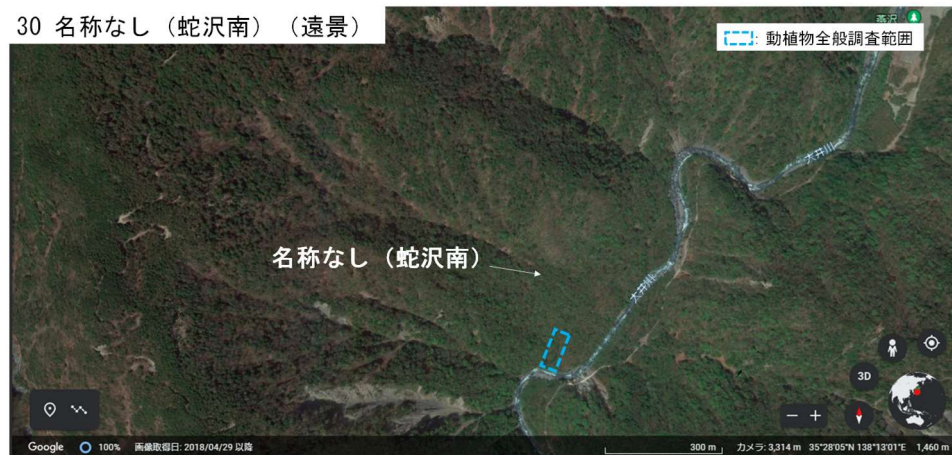 30 名称なし（蛇沢南）（遠景）
燕沢
: 動植物全般調査範囲
大井川
名称なし（蛇沢南）
大井川
3D
Google 100% 画像取得日: 2018/04/29 以降 300 m カメラ: 3,314 m 35°28'05"N 138°13'01"E 1,460 m